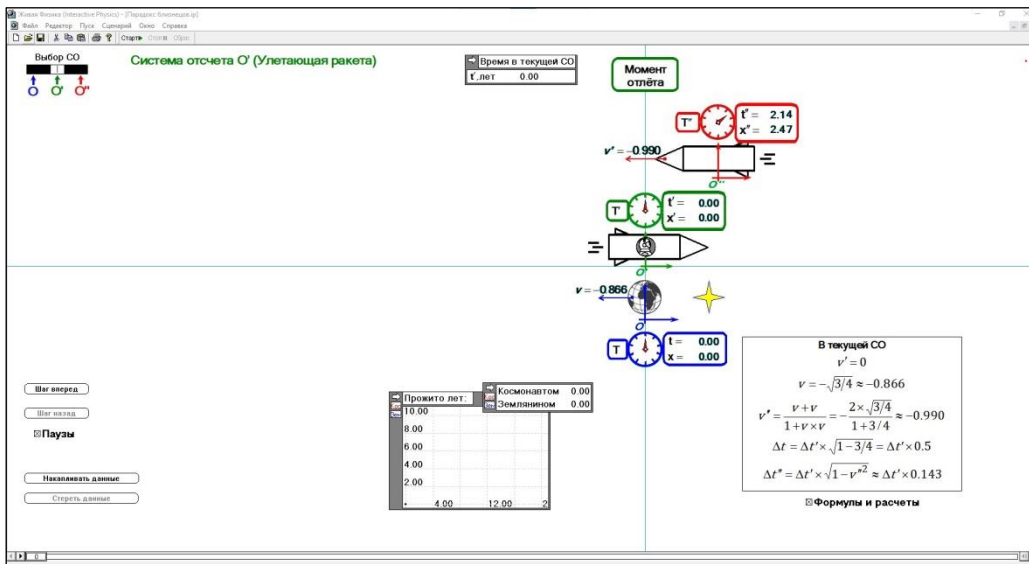 Живая Физика (Interactive Physics) - [Парадокс близнецов.ip]
Файл Редактор Пуск Сценарий Окно Справка
Старт▶ Стоп Сброс
Выбор СО
O O' O''
Система отсчета O' (Улетающая ракета)
Время в текущей СО
t',лет 0.00
Момент
отлёта
T''
t'' = 2.14
x'' = 2.47
v'' = −0.990
O''
T'
t' = 0.00
x' = 0.00
O'
v = −0.866
O
T
t = 0.00
x = 0.00
В текущей СО
v' = 0
v = −√3/4 ≈ −0.866
v'' = (v + v)/(1 + v × v) = −(2 × √3/4)/(1 + 3/4) ≈ −0.990
Δt = Δt' × √1 − 3/4 = Δt' × 0.5
Δt'' = Δt' × √1 − v''² ≈ Δt' × 0.143
☒Формулы и расчеты
Шаг вперед
Шаг назад
☒Паузы
Накапливать данные
Стереть данные
Прожито лет:
Космонавтом 0.00
Землянином 0.00
10.00
8.00
6.00
4.00
2.00
4.00 12.00 2
0